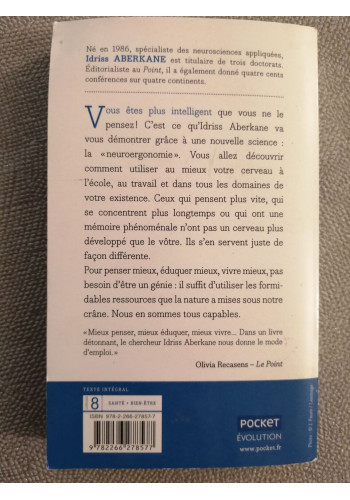 Né en 1986, spécialiste des neurosciences appliquées,
Idriss ABERKANE est titulaire de trois doctorats.
Éditorialiste au Point, il a également donné quatre cents
conférences sur quatre continents.
Vous êtes plus intelligent que vous ne le
pensez ! C'est ce qu'Idriss Aberkane va
vous démontrer grâce à une nouvelle science :
la « neuroergonomie ». Vous allez découvrir
comment utiliser au mieux votre cerveau à
l'école, au travail et dans tous les domaines de
votre existence. Ceux qui pensent plus vite, qui
se concentrent plus longtemps ou qui ont une
mémoire phénoménale n'ont pas un cerveau plus
développé que le vôtre. Ils s'en servent juste de
façon différente.
Pour penser mieux, éduquer mieux, vivre mieux, pas
besoin d'être un génie : il suffit d'utiliser les formi-
dables ressources que la nature a mises sous notre
crâne. Nous en sommes tous capables.
« Mieux penser, mieux éduquer, mieux vivre... Dans un livre
détonnant, le chercheur Idriss Aberkane nous donne le mode
d'emploi. »
Olivia Recasens – Le Point
TEXTE INTÉGRAL
8 SANTÉ • BIEN-ÊTRE
ISBN 978-2-266-27857-7
9 782266 278577
POCKET
ÉVOLUTION
www.pocket.fr